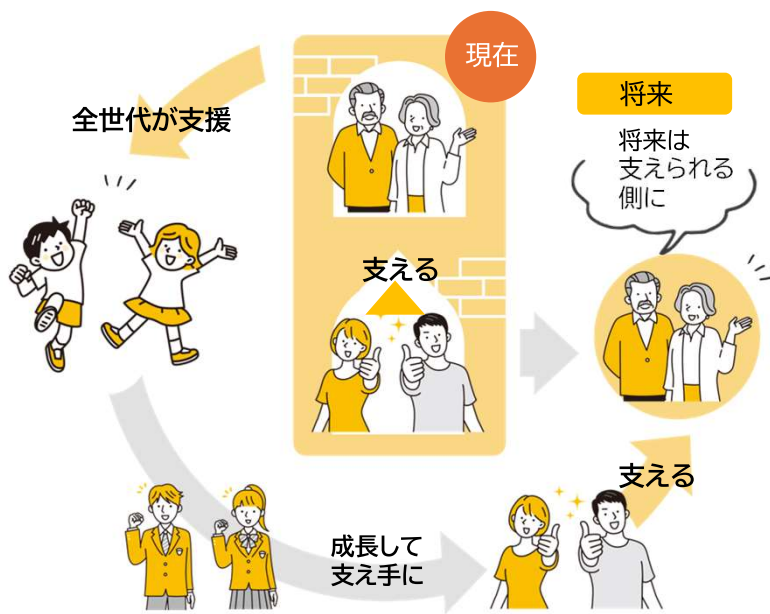 現在
全世代が支援
支える
将来
将来は
支えられる
側に
支える
成長して
支え手に